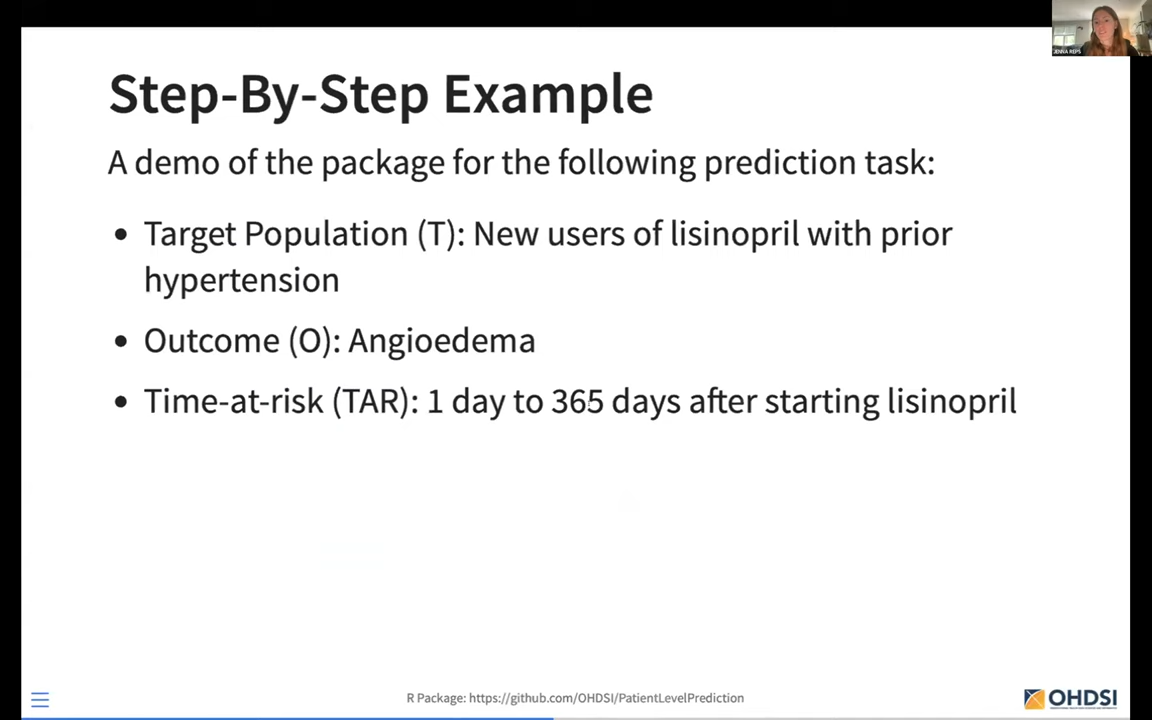 JENNA REPS
Step-By-Step Example
A demo of the package for the following prediction task:
• Target Population (T): New users of lisinopril with prior
hypertension
• Outcome (O): Angioedema
• Time-at-risk (TAR): 1 day to 365 days after starting lisinopril
R Package: https://github.com/OHDSI/PatientLevelPrediction
OHDSI